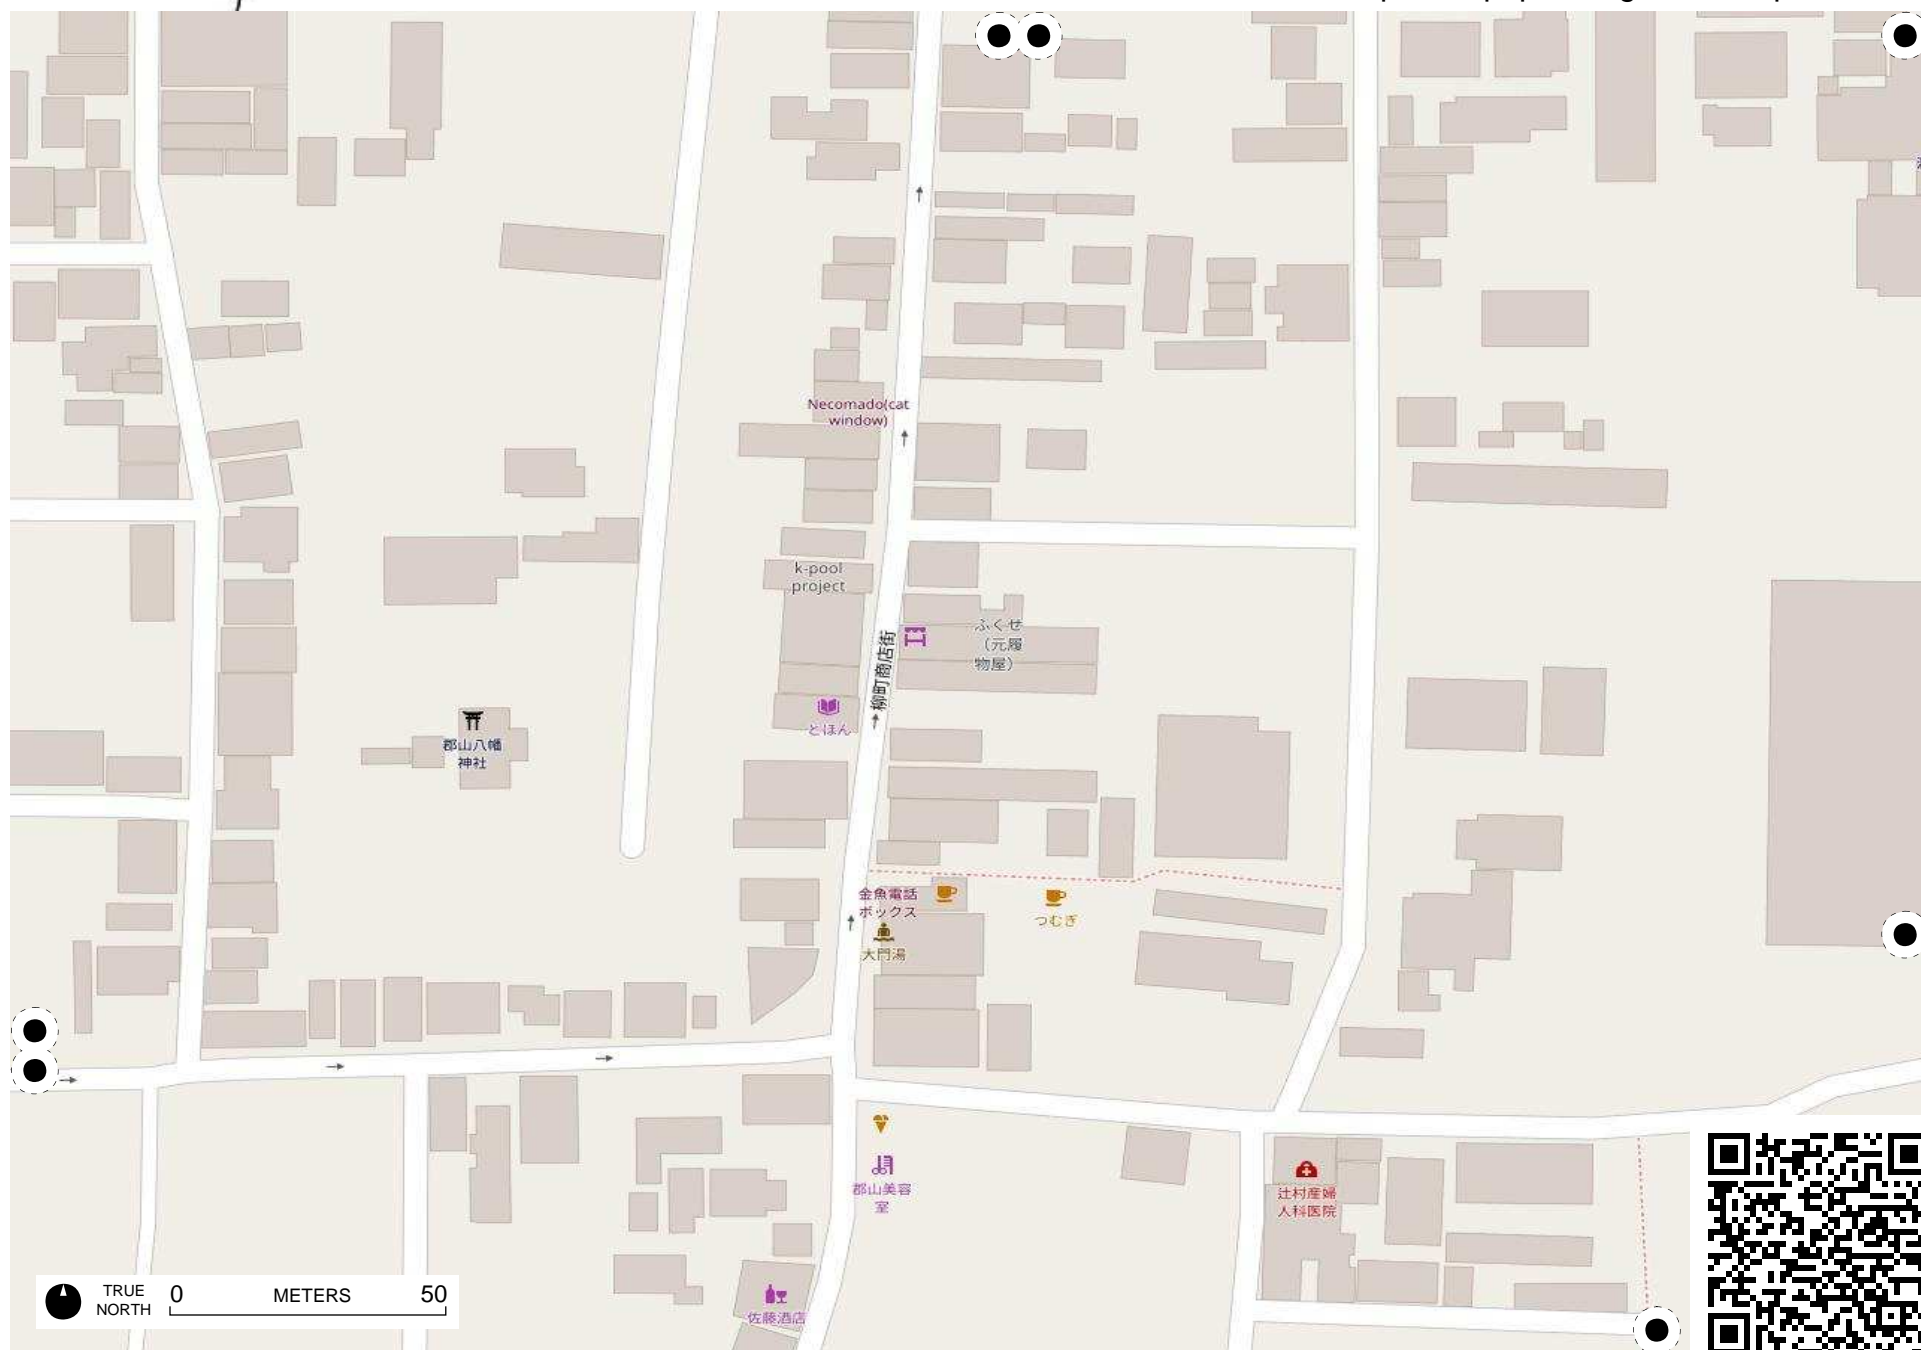 Necomado(cat
window)
k-pool
project
ふくせ
（元履
物屋）
柳町商店街
とほん
郡山八幡
神社
金魚電話
ボックス
つむぎ
大門湯
郡山美容
室
辻村産婦
人科医院
佐藤酒店
TRUE
NORTH
0 METERS 50